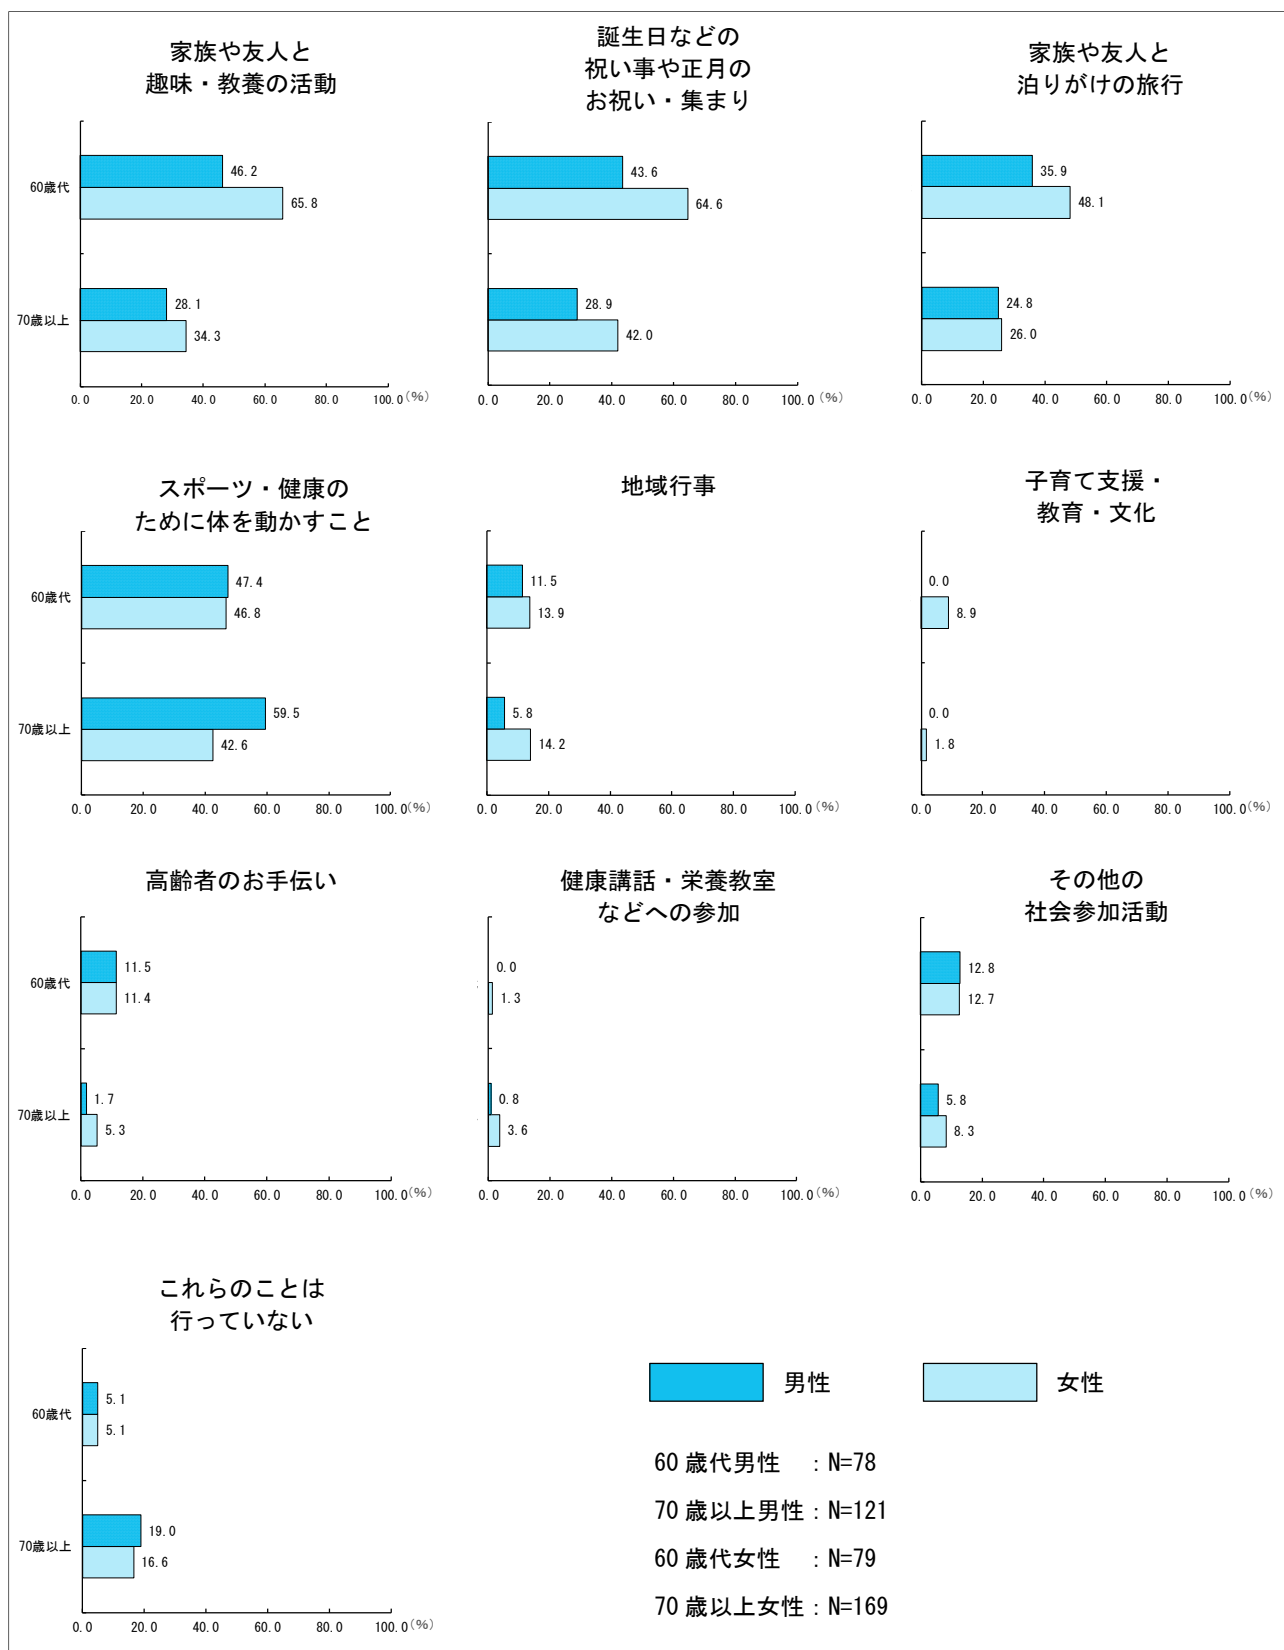 家族や友人と
趣味・教養の活動
60歳代
46.2
65.8
70歳以上
28.1
34.3
0.0 20.0 40.0 60.0 80.0 100.0(%)
誕生日などの
祝い事や正月の
お祝い・集まり
43.6
64.6
28.9
42.0
0.0 20.0 40.0 60.0 80.0 100.0(%)
家族や友人と
泊りがけの旅行
35.9
48.1
24.8
26.0
0.0 20.0 40.0 60.0 80.0 100.0(%)
スポーツ・健康の
ために体を動かすこと
60歳代
47.4
46.8
70歳以上
59.5
42.6
0.0 20.0 40.0 60.0 80.0 100.0(%)
地域行事
11.5
13.9
5.8
14.2
0.0 20.0 40.0 60.0 80.0 100.0(%)
子育て支援・
教育・文化
0.0
8.9
0.0
1.8
0.0 20.0 40.0 60.0 80.0 100.0(%)
高齢者のお手伝い
60歳代
11.5
11.4
70歳以上
1.7
5.3
0.0 20.0 40.0 60.0 80.0 100.0(%)
健康講話・栄養教室
などへの参加
0.0
1.3
0.8
3.6
0.0 20.0 40.0 60.0 80.0 100.0(%)
その他の
社会参加活動
12.8
12.7
5.8
8.3
0.0 20.0 40.0 60.0 80.0 100.0(%)
これらのことは
行っていない
60歳代
5.1
5.1
70歳以上
19.0
16.6
0.0 20.0 40.0 60.0 80.0 100.0(%)
男性
女性
60歳代男性 : N=78
70歳以上男性 : N=121
60歳代女性 : N=79
70歳以上女性 : N=169